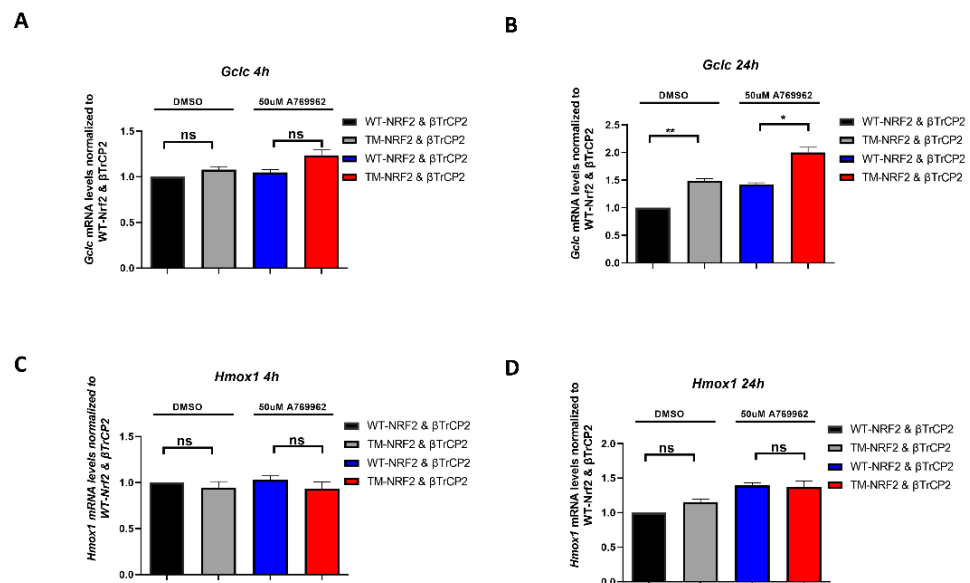 A
Gclc 4h
DMSO
50uM A769962
ns
ns
Gclc mRNA levels normalized to
WT-Nrf2 & βTrCP2
1.5
1.0
0.5
0.0
WT-NRF2 & βTrCP2
TM-NRF2 & βTrCP2
WT-NRF2 & βTrCP2
TM-NRF2 & βTrCP2
B
Gclc 24h
DMSO
50uM A769962
**
*
Gclc mRNA levels normalized to
WT-Nrf2 & βTrCP2
2.5
2.0
1.5
1.0
0.5
0.0
WT-NRF2 & βTrCP2
TM-NRF2 & βTrCP2
WT-NRF2 & βTrCP2
TM-NRF2 & βTrCP2
C
Hmox1 4h
DMSO
50uM A769962
ns
ns
Hmox1 mRNA levels normalized to
WT-Nrf2 & βTrCP2
1.5
1.0
0.5
0.0
WT-NRF2 & βTrCP2
TM-NRF2 & βTrCP2
WT-NRF2 & βTrCP2
TM-NRF2 & βTrCP2
D
Hmox1 24h
DMSO
50uM A769962
ns
ns
Hmox1 mRNA levels normalized to
WT-Nrf2 & βTrCP2
2.0
1.5
1.0
0.5
0.0
WT-NRF2 & βTrCP2
TM-NRF2 & βTrCP2
WT-NRF2 & βTrCP2
TM-NRF2 & βTrCP2